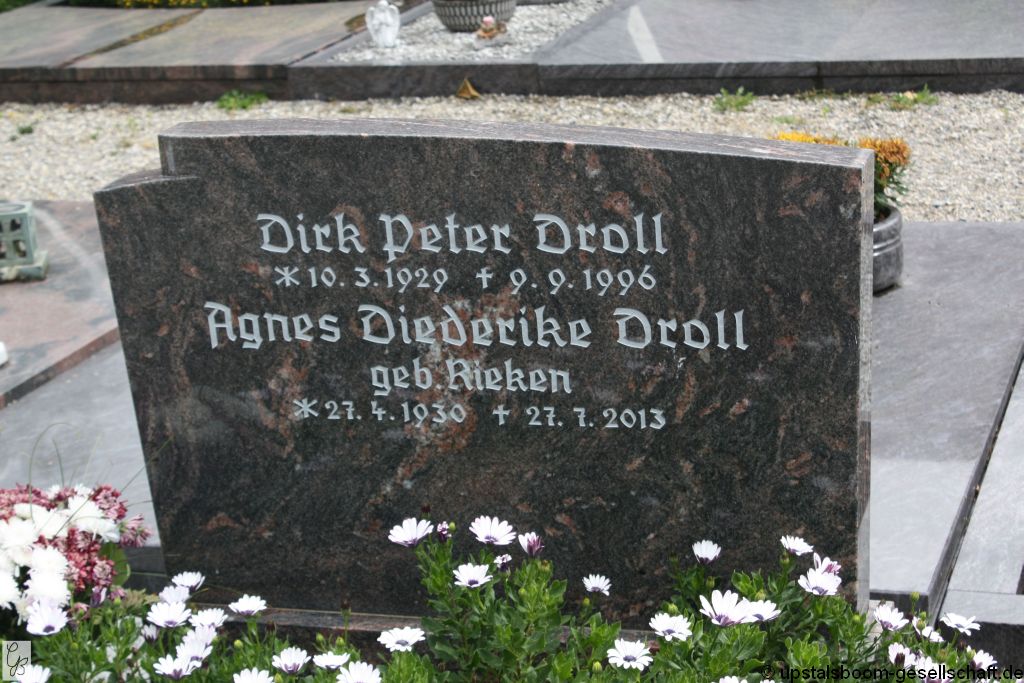 Dirk Peter Droll
* 10. 3. 1929 † 9. 9. 1996
Agnes Diederike Droll
geb. Rieken
* 27. 4. 1930 † 27. 7. 2013
© upstalsboom-gesellschaft.de